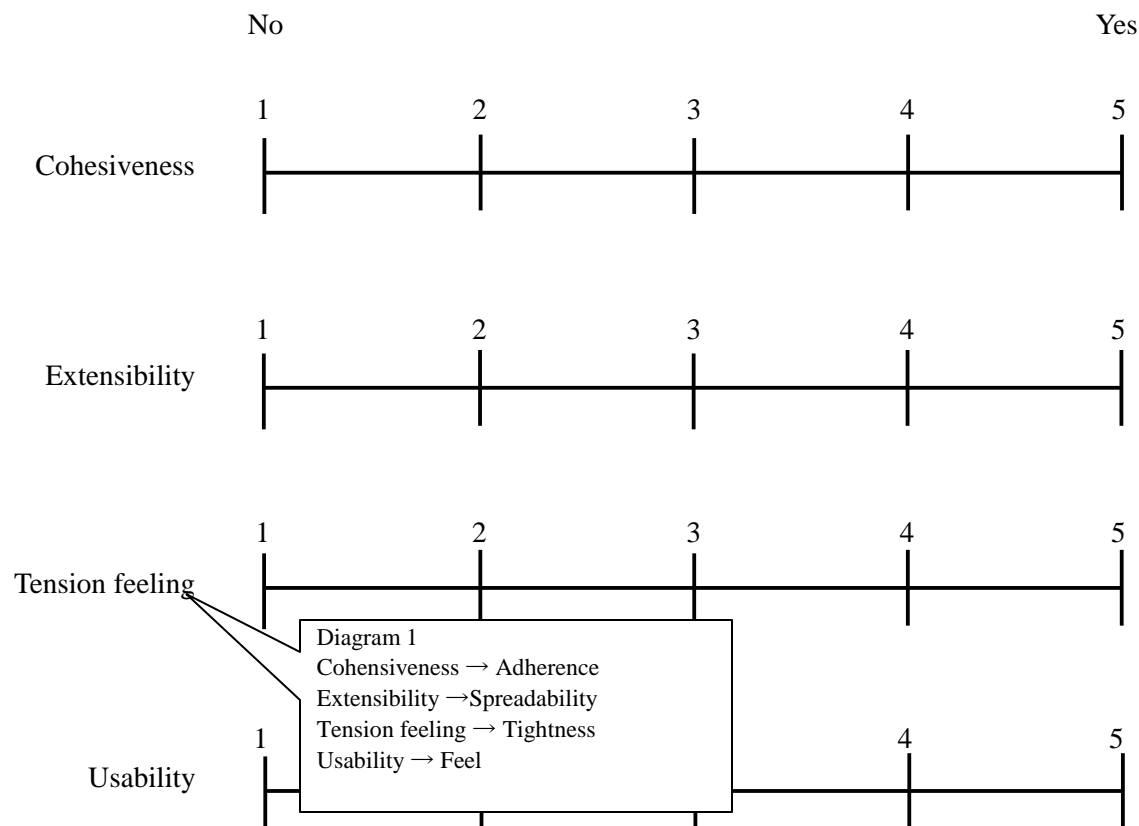 No Yes
1 2 3 4 5
Cohesiveness
1 2 3 4 5
Extensibility
1 2 3 4 5
Tension feeling
Diagram 1
Cohensiveness → Adherence
Extensibility →Spreadability
Tension feeling → Tightness
Usability → Feel
1 4 5
Usability